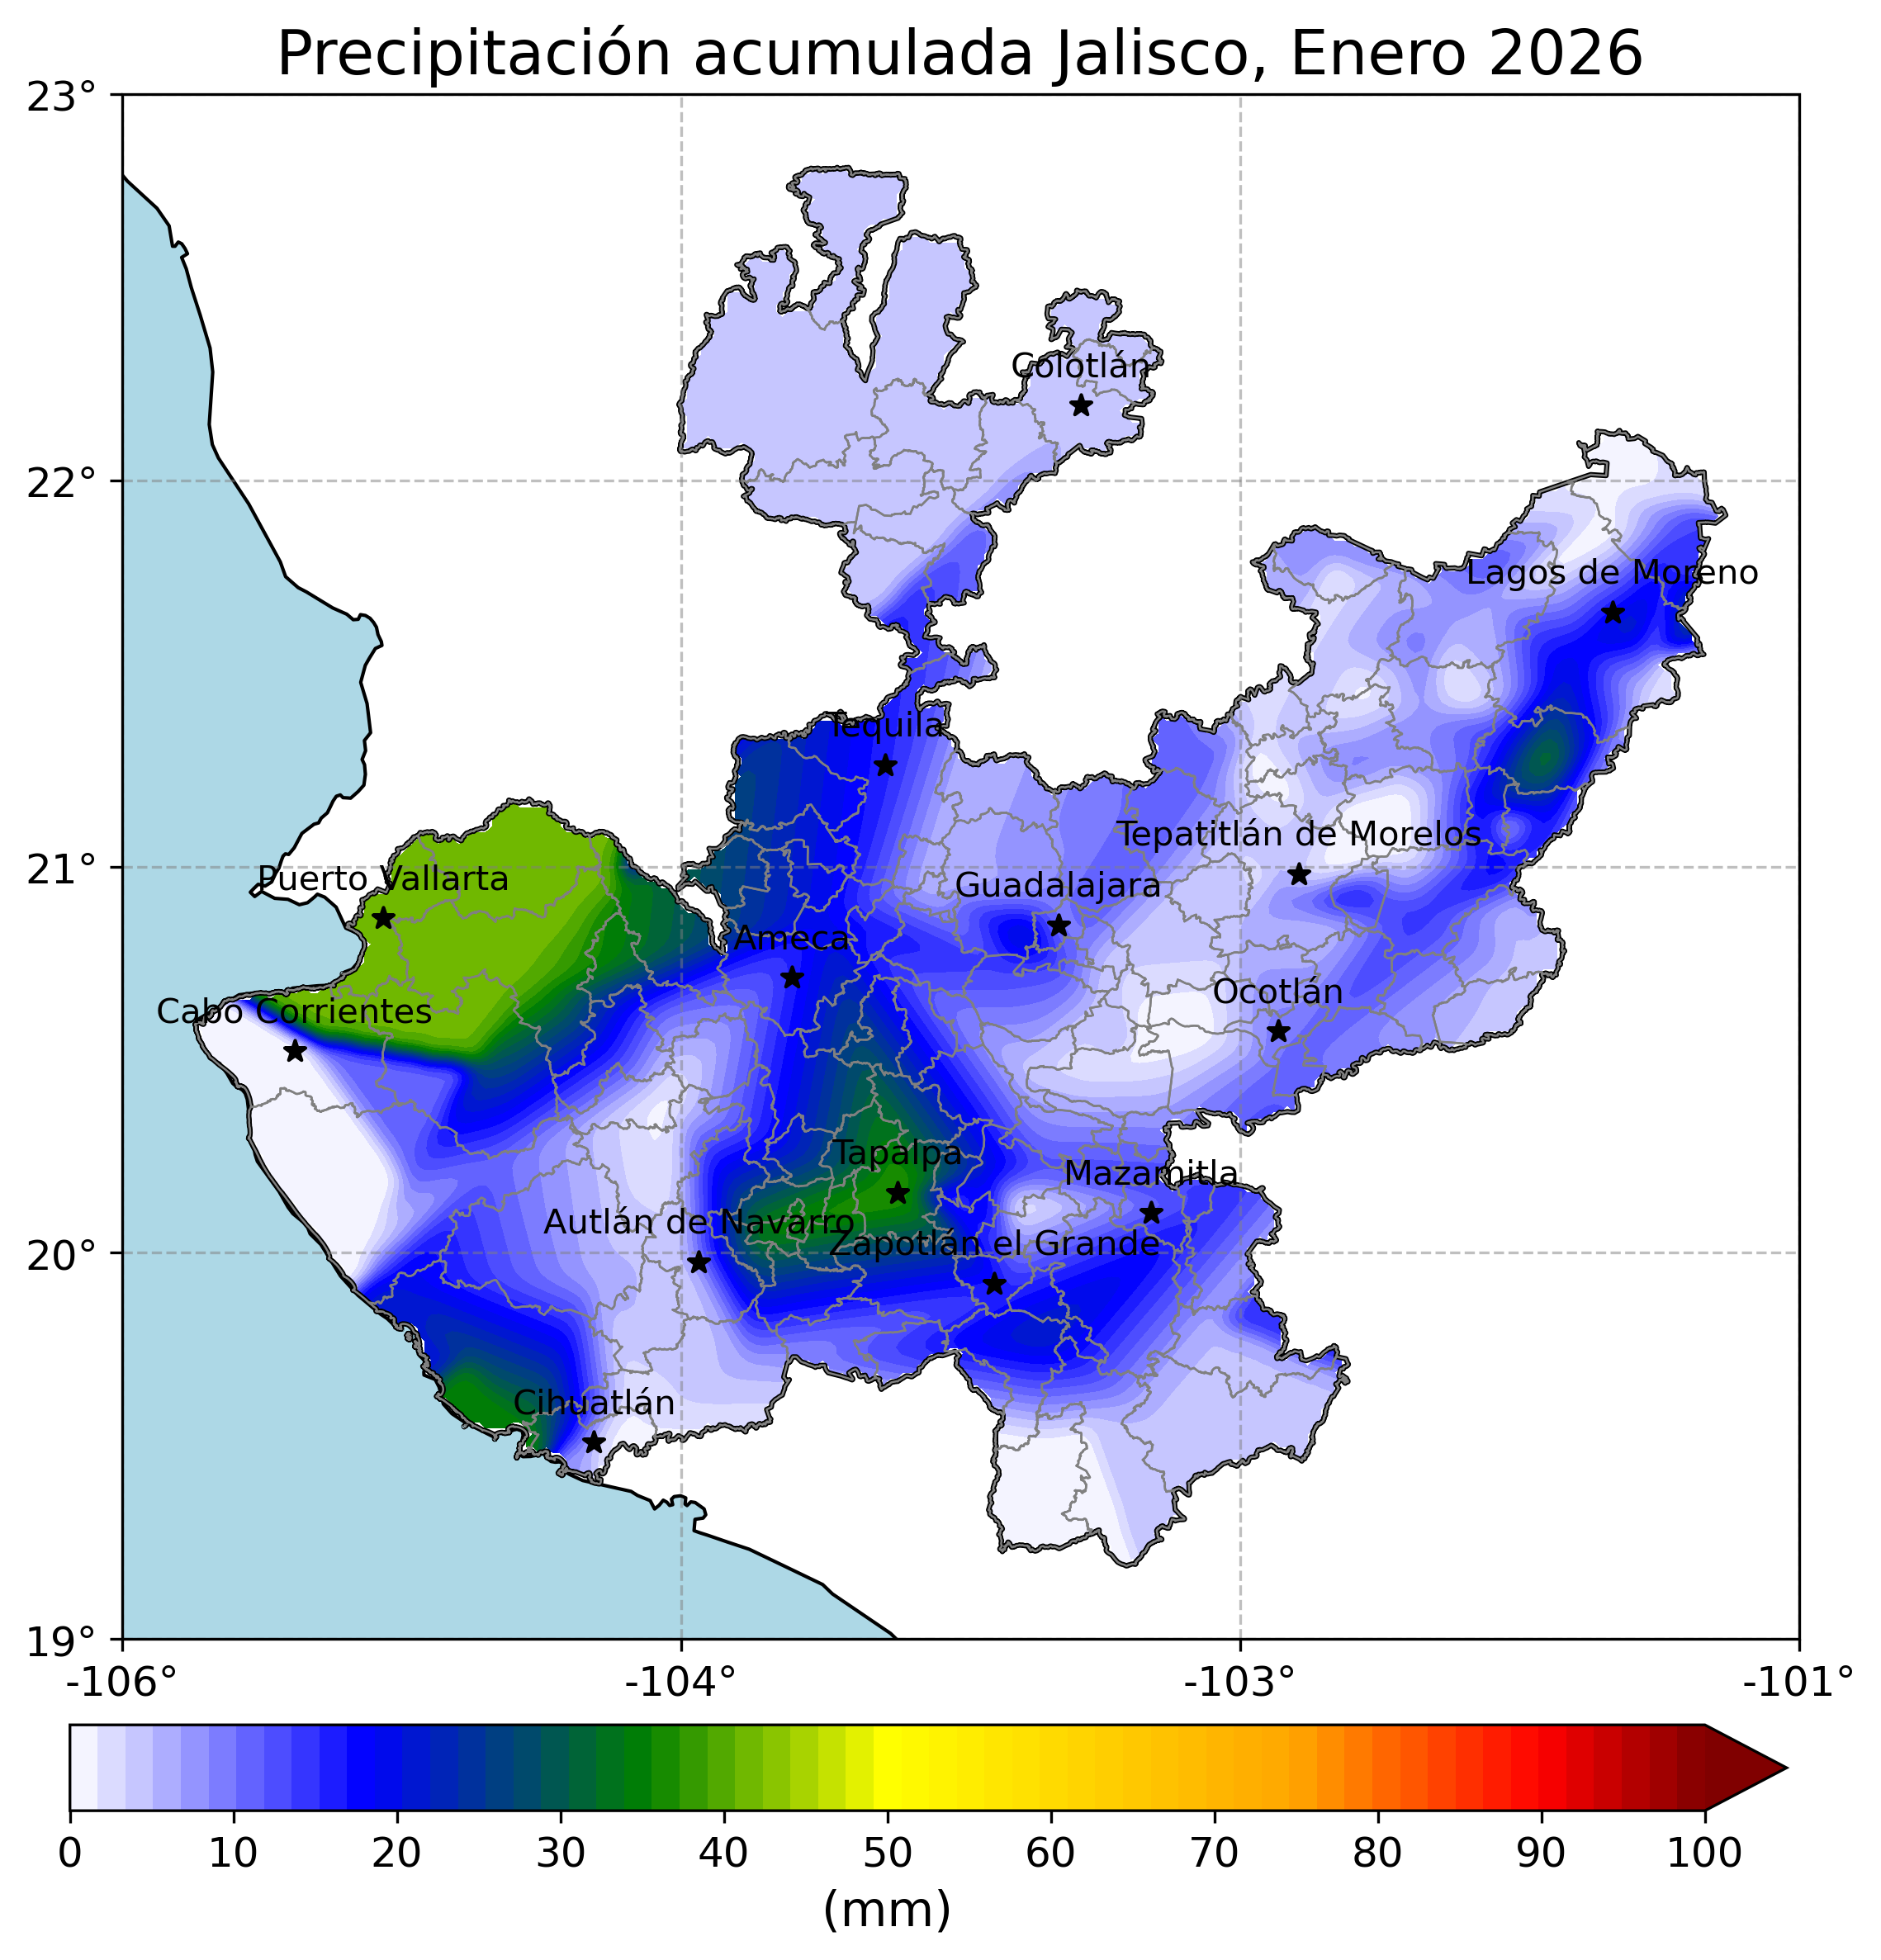 Precipitación acumulada Jalisco, Enero 2026
23°
Colotlán
22°
Lagos de Moreno
Tequila
Tepatitlán de Morelos
21°
Puerto Vallarta
Guadalajara
Ameca
Ocotlán
Cabo Corrientes
Tapalpa
Mazamitla
Autlán de Navarro
Zapotlán el Grande
20°
Cihuatlán
19°
-106° -104° -103° -101°
0 10 20 30 40 50 60 70 80 90 100
(mm)